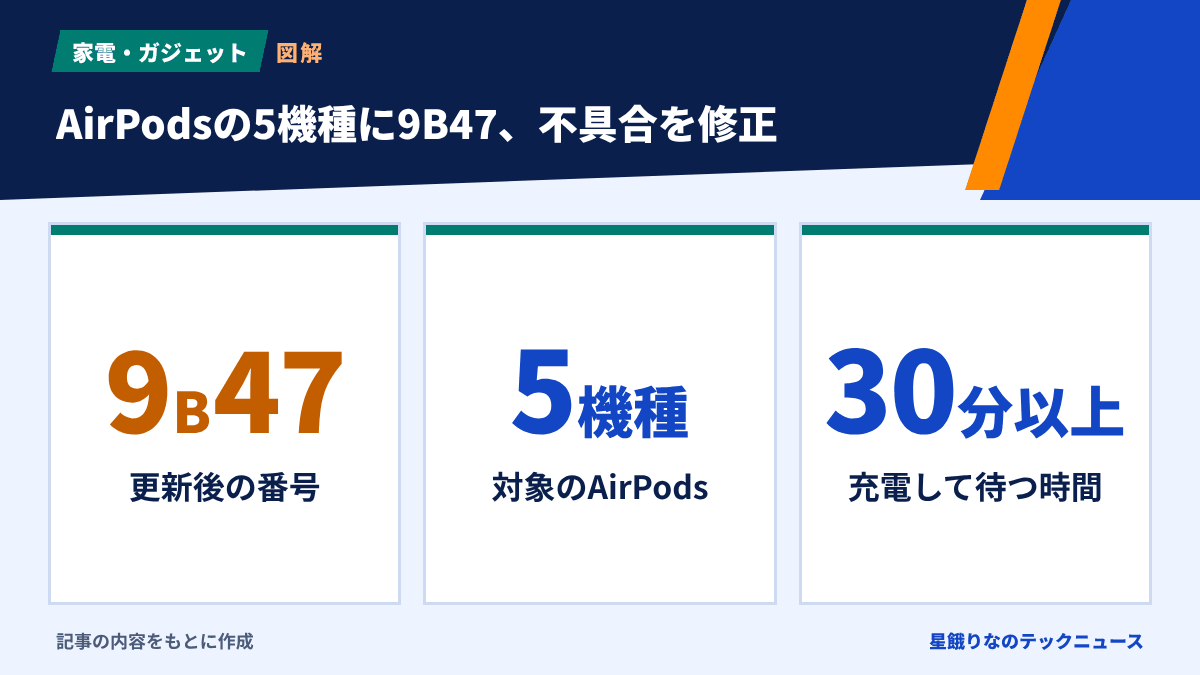 家電・ガジェット 図解
AirPodsの5機種に9B47、不具合を修正
9B47
更新後の番号
5機種
対象のAirPods
30分以上
充電して待つ時間
記事の内容をもとに作成
星餓りなのテックニュース